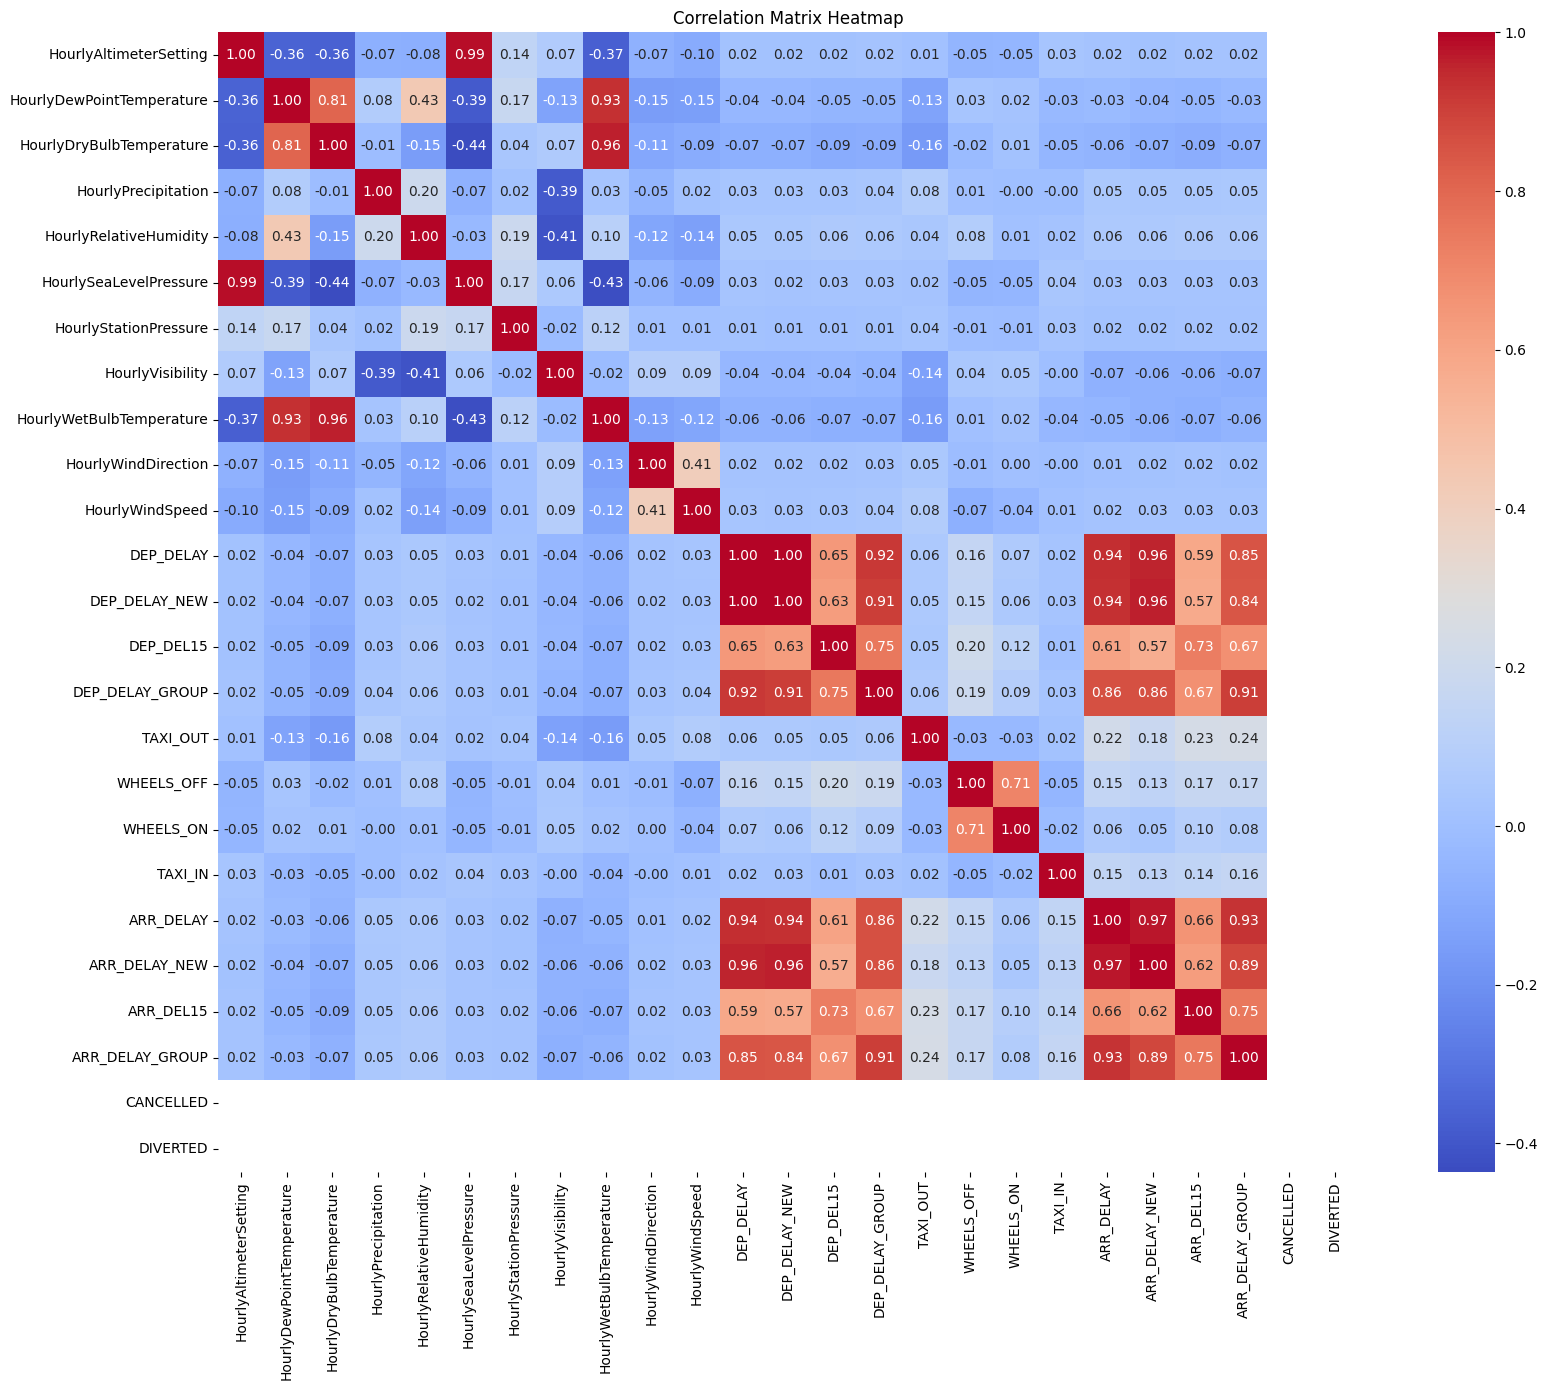 Correlation Matrix Heatmap
HourlyAltimeterSetting 1.00 -0.36 -0.36 -0.07 -0.08 0.99 0.14 0.07 -0.37 -0.07 -0.10 0.02 0.02 0.02 0.02 0.01 -0.05 -0.05 0.03 0.02 0.02 0.02 0.02
HourlyDewPointTemperature -0.36 1.00 0.81 0.08 0.43 -0.39 0.17 -0.13 0.93 -0.15 -0.15 -0.04 -0.04 -0.05 -0.05 -0.13 0.03 0.02 -0.03 -0.03 -0.04 -0.05 -0.03
HourlyDryBulbTemperature -0.36 0.81 1.00 -0.01 -0.15 -0.44 0.04 0.07 0.96 -0.11 -0.09 -0.07 -0.07 -0.09 -0.09 -0.16 -0.02 0.01 -0.05 -0.06 -0.07 -0.09 -0.07
HourlyPrecipitation -0.07 0.08 -0.01 1.00 0.20 -0.07 0.02 -0.39 0.03 -0.05 0.02 0.03 0.03 0.03 0.04 0.08 0.01 -0.00 -0.00 0.05 0.05 0.05 0.05
HourlyRelativeHumidity -0.08 0.43 -0.15 0.20 1.00 -0.03 0.19 -0.41 0.10 -0.12 -0.14 0.05 0.05 0.06 0.06 0.04 0.08 0.01 0.02 0.06 0.06 0.06 0.06
HourlySeaLevelPressure 0.99 -0.39 -0.44 -0.07 -0.03 1.00 0.17 0.06 -0.43 -0.06 -0.09 0.03 0.02 0.03 0.03 0.02 -0.05 -0.05 0.04 0.03 0.03 0.03 0.03
HourlyStationPressure 0.14 0.17 0.04 0.02 0.19 0.17 1.00 -0.02 0.12 0.01 0.01 0.01 0.01 0.01 0.01 0.04 -0.01 -0.01 0.03 0.02 0.02 0.02 0.02
HourlyVisibility 0.07 -0.13 0.07 -0.39 -0.41 0.06 -0.02 1.00 -0.02 0.09 0.09 -0.04 -0.04 -0.04 -0.04 -0.14 0.04 0.05 -0.00 -0.07 -0.06 -0.06 -0.07
HourlyWetBulbTemperature -0.37 0.93 0.96 0.03 0.10 -0.43 0.12 -0.02 1.00 -0.13 -0.12 -0.06 -0.06 -0.07 -0.07 -0.16 0.01 0.02 -0.04 -0.05 -0.06 -0.07 -0.06
HourlyWindDirection -0.07 -0.15 -0.11 -0.05 -0.12 -0.06 0.01 0.09 -0.13 1.00 0.41 0.02 0.02 0.02 0.03 0.05 -0.01 0.00 -0.00 0.01 0.02 0.02 0.02
HourlyWindSpeed -0.10 -0.15 -0.09 0.02 -0.14 -0.09 0.01 0.09 -0.12 0.41 1.00 0.03 0.03 0.03 0.04 0.08 -0.07 -0.04 0.01 0.02 0.03 0.03 0.03
DEP_DELAY 0.02 -0.04 -0.07 0.03 0.05 0.03 0.01 -0.04 -0.06 0.02 0.03 1.00 1.00 0.65 0.92 0.06 0.16 0.07 0.02 0.94 0.96 0.59 0.85
DEP_DELAY_NEW 0.02 -0.04 -0.07 0.03 0.05 0.02 0.01 -0.04 -0.06 0.02 0.03 1.00 1.00 0.63 0.91 0.05 0.15 0.06 0.03 0.94 0.96 0.57 0.84
DEP_DEL15 0.02 -0.05 -0.09 0.03 0.06 0.03 0.01 -0.04 -0.07 0.02 0.03 0.65 0.63 1.00 0.75 0.05 0.20 0.12 0.01 0.61 0.57 0.73 0.67
DEP_DELAY_GROUP 0.02 -0.05 -0.09 0.04 0.06 0.03 0.01 -0.04 -0.07 0.03 0.04 0.92 0.91 0.75 1.00 0.06 0.19 0.09 0.03 0.86 0.86 0.67 0.91
TAXI_OUT 0.01 -0.13 -0.16 0.08 0.04 0.02 0.04 -0.14 -0.16 0.05 0.08 0.06 0.05 0.05 0.06 1.00 -0.03 -0.03 0.02 0.22 0.18 0.23 0.24
WHEELS_OFF -0.05 0.03 -0.02 0.01 0.08 -0.05 -0.01 0.04 0.01 -0.01 -0.07 0.16 0.15 0.20 0.19 -0.03 1.00 0.71 -0.05 0.15 0.13 0.17 0.17
WHEELS_ON -0.05 0.02 0.01 -0.00 0.01 -0.05 -0.01 0.05 0.02 0.00 -0.04 0.07 0.06 0.12 0.09 -0.03 0.71 1.00 -0.02 0.06 0.05 0.10 0.08
TAXI_IN 0.03 -0.03 -0.05 -0.00 0.02 0.04 0.03 -0.00 -0.04 -0.00 0.01 0.02 0.03 0.01 0.03 0.02 -0.05 -0.02 1.00 0.15 0.13 0.14 0.16
ARR_DELAY 0.02 -0.03 -0.06 0.05 0.06 0.03 0.02 -0.07 -0.05 0.01 0.02 0.94 0.94 0.61 0.86 0.22 0.15 0.06 0.15 1.00 0.97 0.66 0.93
ARR_DELAY_NEW 0.02 -0.04 -0.07 0.05 0.06 0.03 0.02 -0.06 -0.06 0.02 0.03 0.96 0.96 0.57 0.86 0.18 0.13 0.05 0.13 0.97 1.00 0.62 0.89
ARR_DEL15 0.02 -0.05 -0.09 0.05 0.06 0.03 0.02 -0.06 -0.07 0.02 0.03 0.59 0.57 0.73 0.67 0.23 0.17 0.10 0.14 0.66 0.62 1.00 0.75
ARR_DELAY_GROUP 0.02 -0.03 -0.07 0.05 0.06 0.03 0.02 -0.07 -0.06 0.02 0.03 0.85 0.84 0.67 0.91 0.24 0.17 0.08 0.16 0.93 0.89 0.75 1.00
CANCELLED
DIVERTED
HourlyAltimeterSetting
HourlyDewPointTemperature
HourlyDryBulbTemperature
HourlyPrecipitation
HourlyRelativeHumidity
HourlySeaLevelPressure
HourlyStationPressure
HourlyVisibility
HourlyWetBulbTemperature
HourlyWindDirection
HourlyWindSpeed
DEP_DELAY
DEP_DELAY_NEW
DEP_DEL15
DEP_DELAY_GROUP
TAXI_OUT
WHEELS_OFF
WHEELS_ON
TAXI_IN
ARR_DELAY
ARR_DELAY_NEW
ARR_DEL15
ARR_DELAY_GROUP
CANCELLED
DIVERTED
1.0
0.8
0.6
0.4
0.2
0.0
−0.2
−0.4